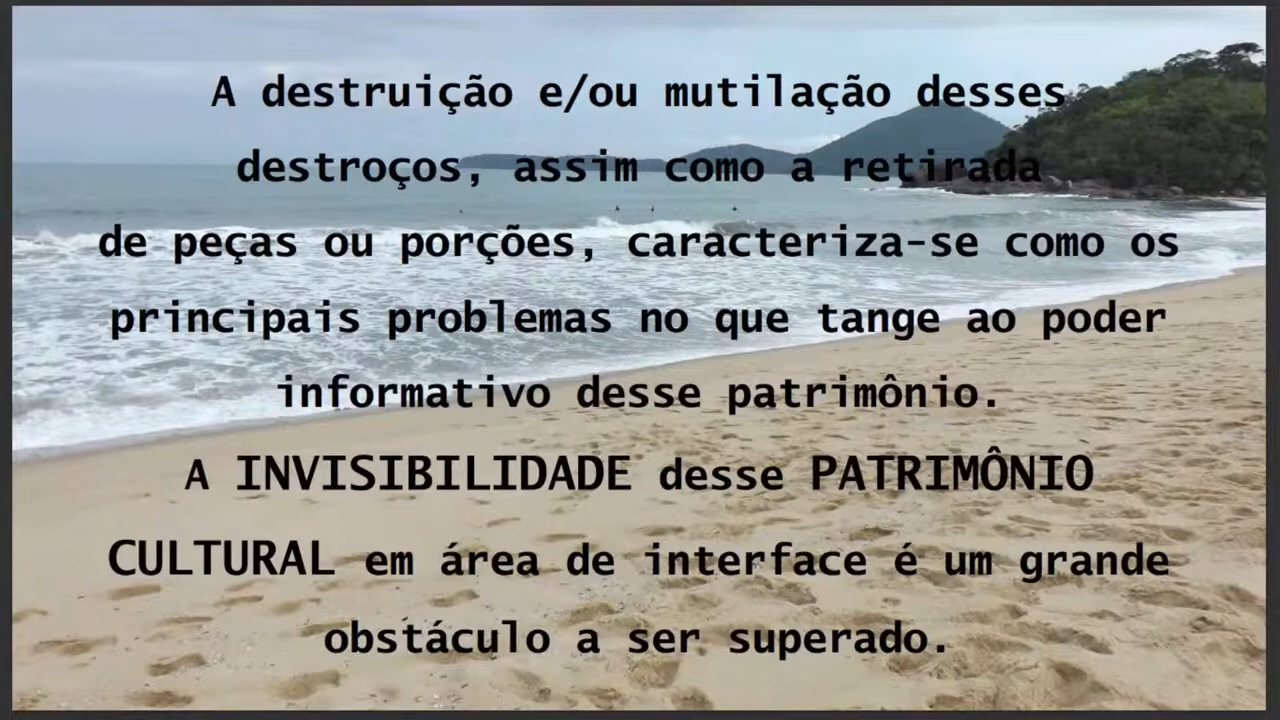 A destruição e/ou mutilação desses
destroços, assim como a retirada
de peças ou porções, caracteriza-se como os
principais problemas no que tange ao poder
informativo desse patrimônio.
A INVISIBILIDADE desse PATRIMÔNIO
CULTURAL em área de interface é um grande
obstáculo a ser superado.